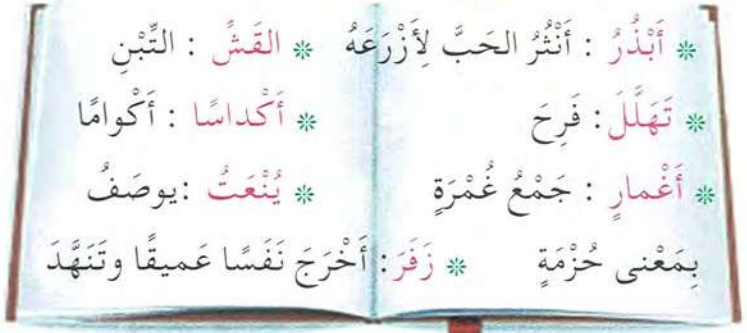 * أَبْذُرُ : أَنْثُرُ الحَبَّ لِأَزْرَعَهُ * القَشَّ : التِّبْنِ
* تَهَلَّلَ : فَرِحَ * أَكْداسًا : أَكْوامًا
* أَغْمارٍ : جَمْعُ غُمْرَةٍ * يُنْعَتُ : يوصَفُ
بِمَعْنى حُزْمَةٍ * زَفَرَ : أَخْرَجَ نَفَسًا عَميقًا وتَنَهَّدَ